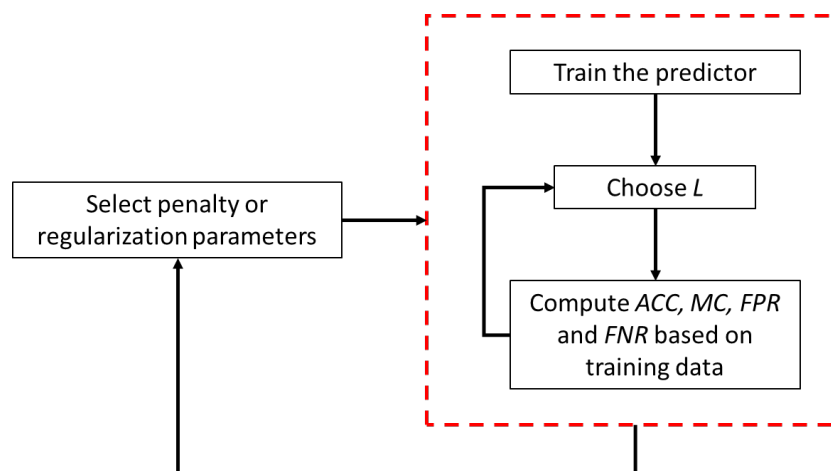 Train the predictor
Choose L
Select penalty or
regularization parameters
Compute ACC, MC, FPR
and FNR based on
training data